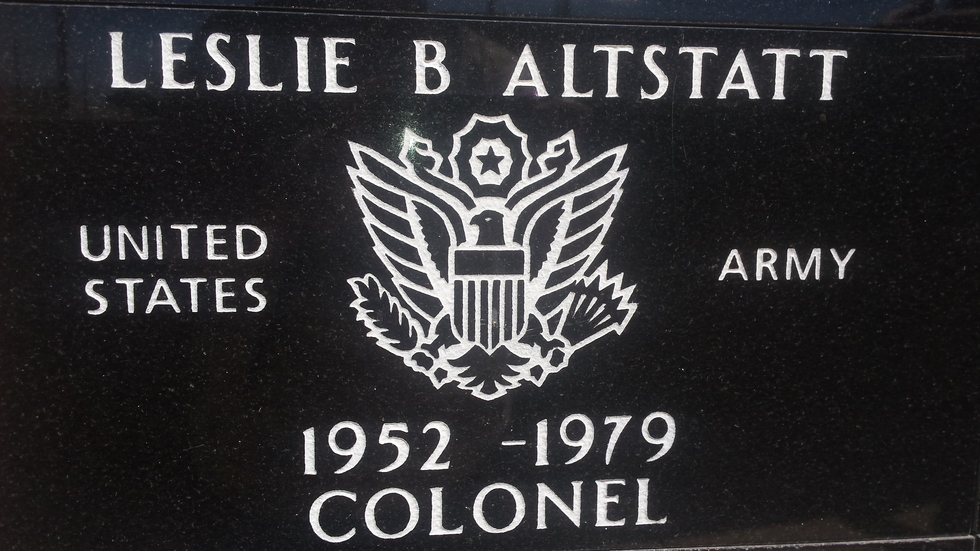 LESLIE B ALTSTATT
UNITED
STATES
ARMY
1952 -1979
COLONEL